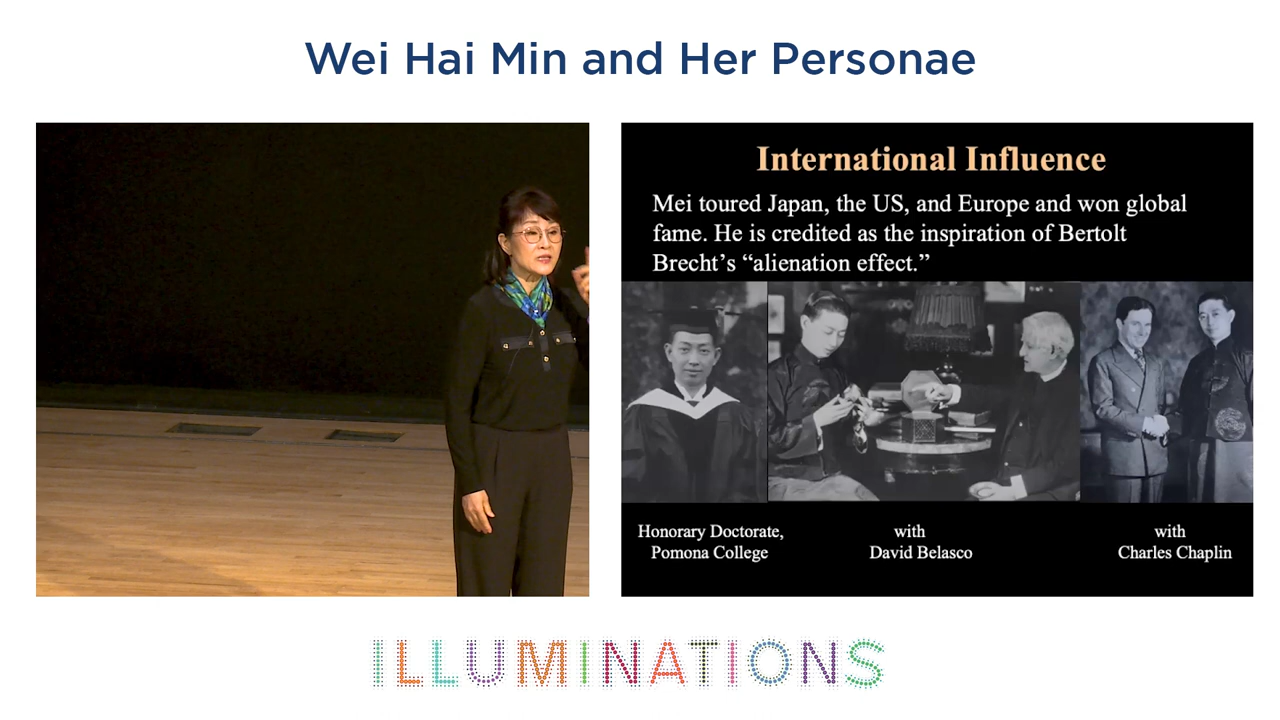 Wei Hai Min and Her Personae
International Influence
Mei toured Japan, the US, and Europe and won global
fame. He is credited as the inspiration of Bertolt
Brecht’s “alienation effect.”
Honorary Doctorate,
Pomona College
with
David Belasco
with
Charles Chaplin
ILLUMINATIONS